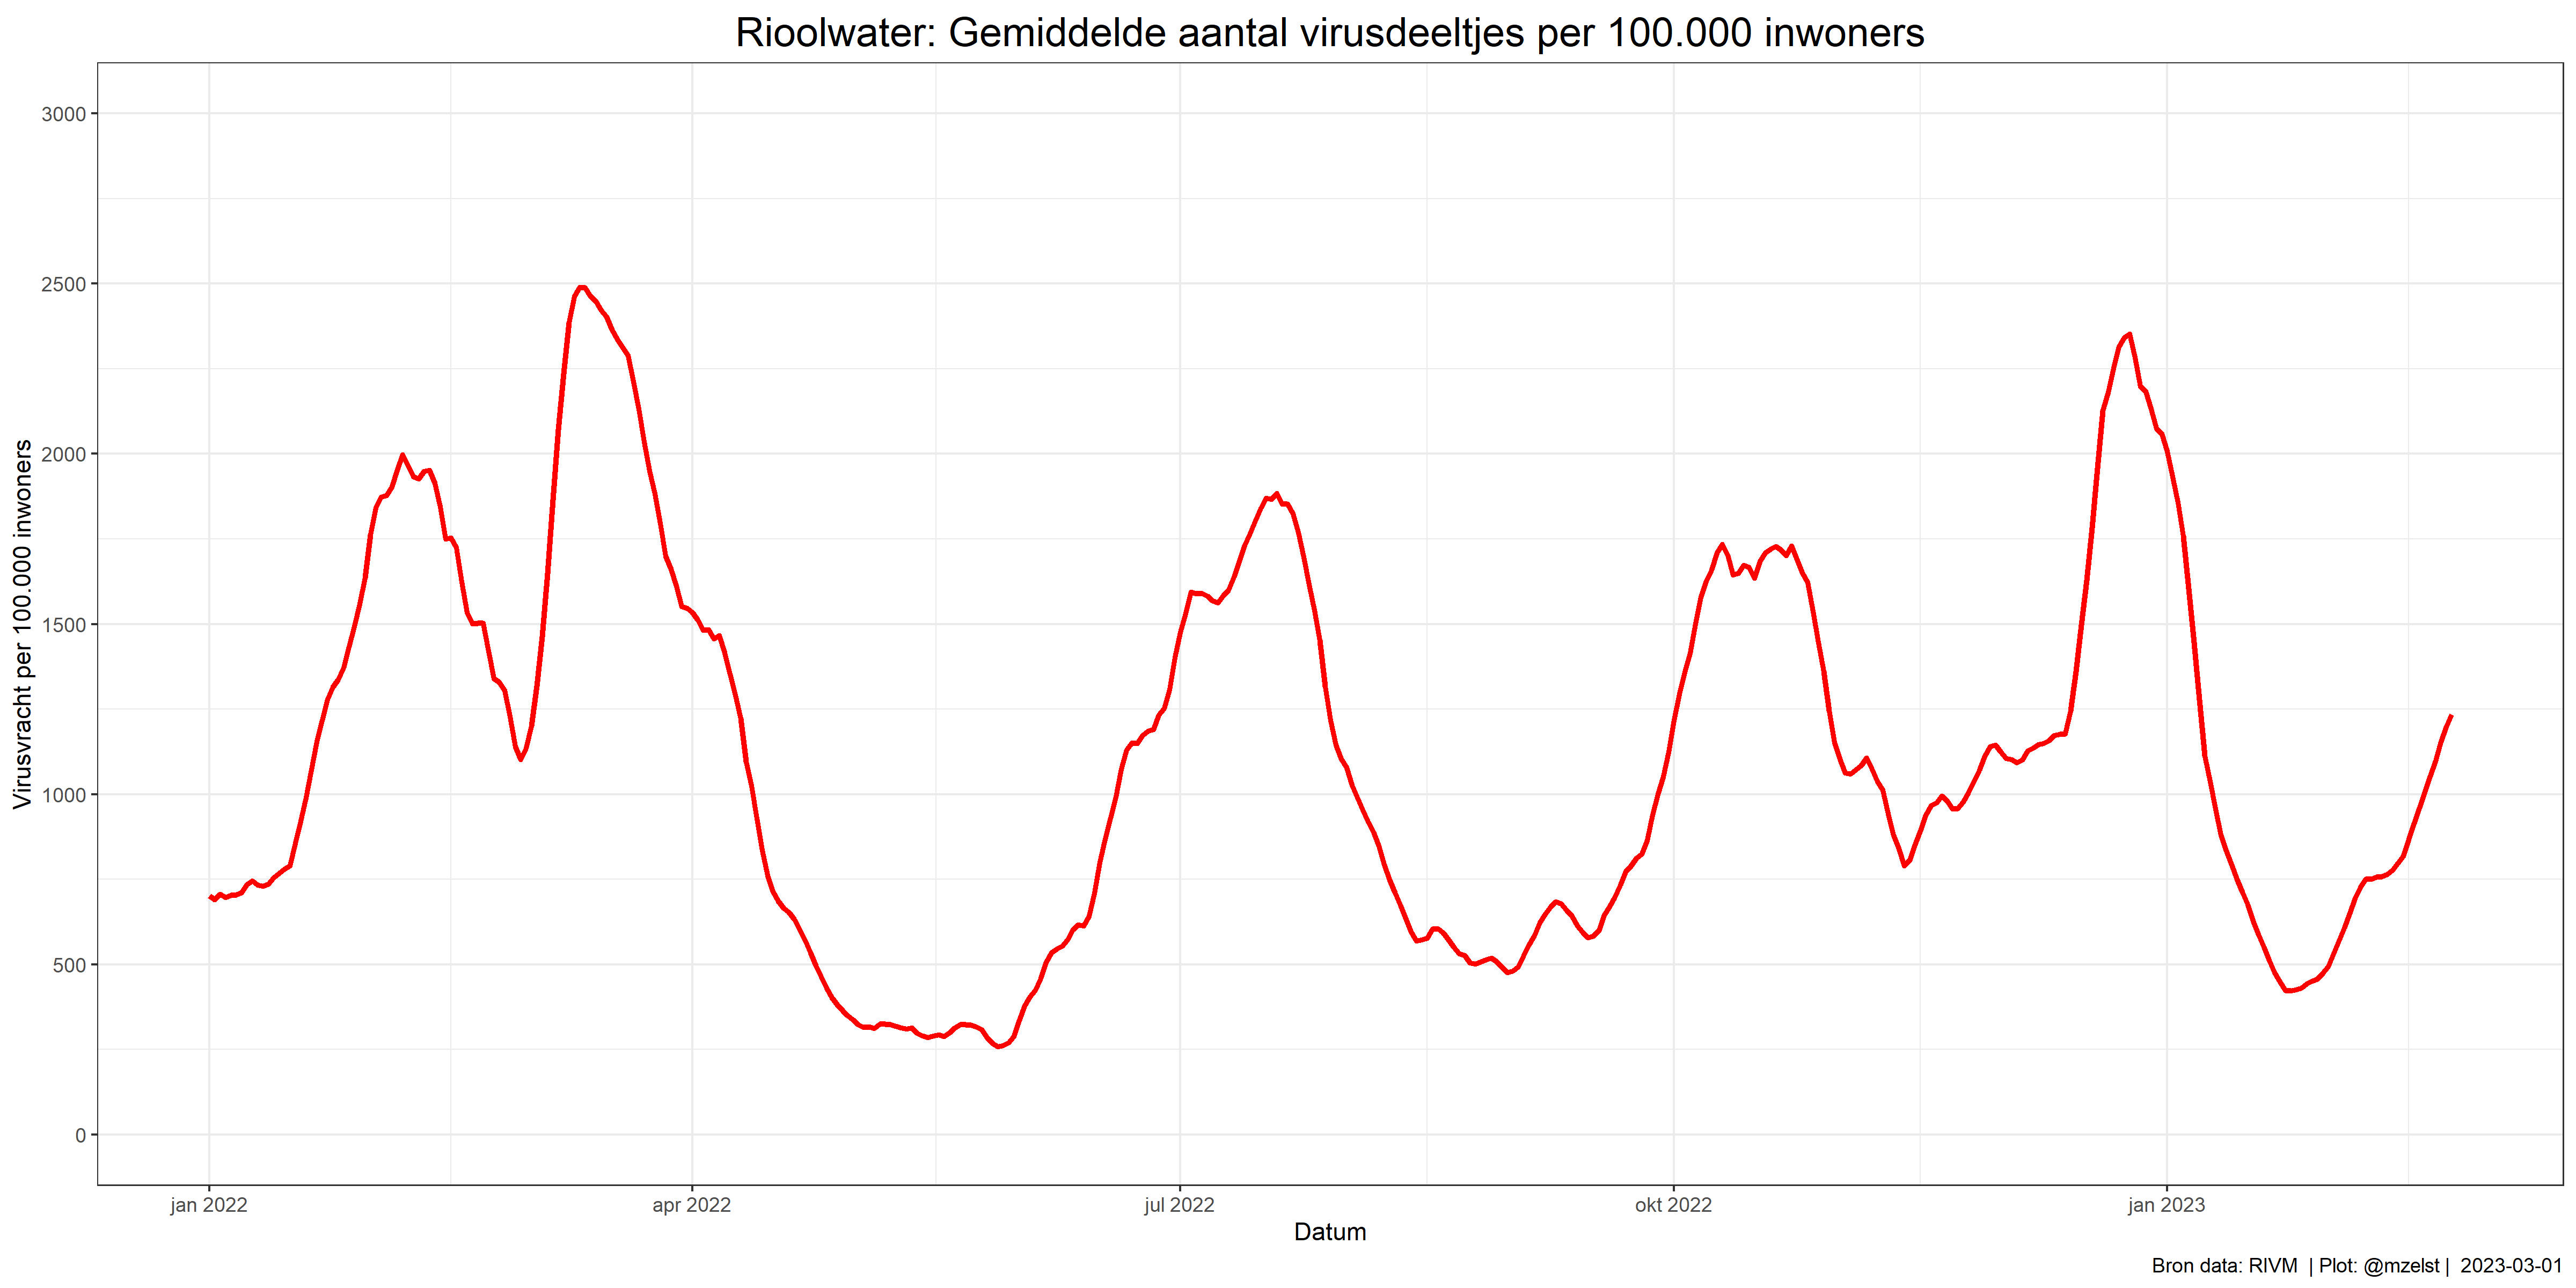 Rioolwater: Gemiddelde aantal virusdeeltjes per 100.000 inwoners
Virusvracht per 100.000 inwoners
3000
2500
2000
1500
1000
500
0
jan 2022
apr 2022
jul 2022
okt 2022
jan 2023
Datum
Bron data: RIVM | Plot: @mzelst | 2023-03-01